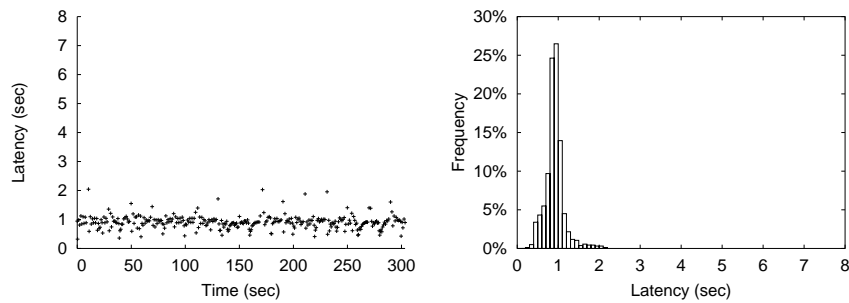 8
7
6
5
4
3
2
1
0
Latency (sec)
0 50 100 150 200 250 300
Time (sec)
30%
25%
20%
15%
10%
5%
0%
Frequency
0 1 2 3 4 5 6 7 8
Latency (sec)